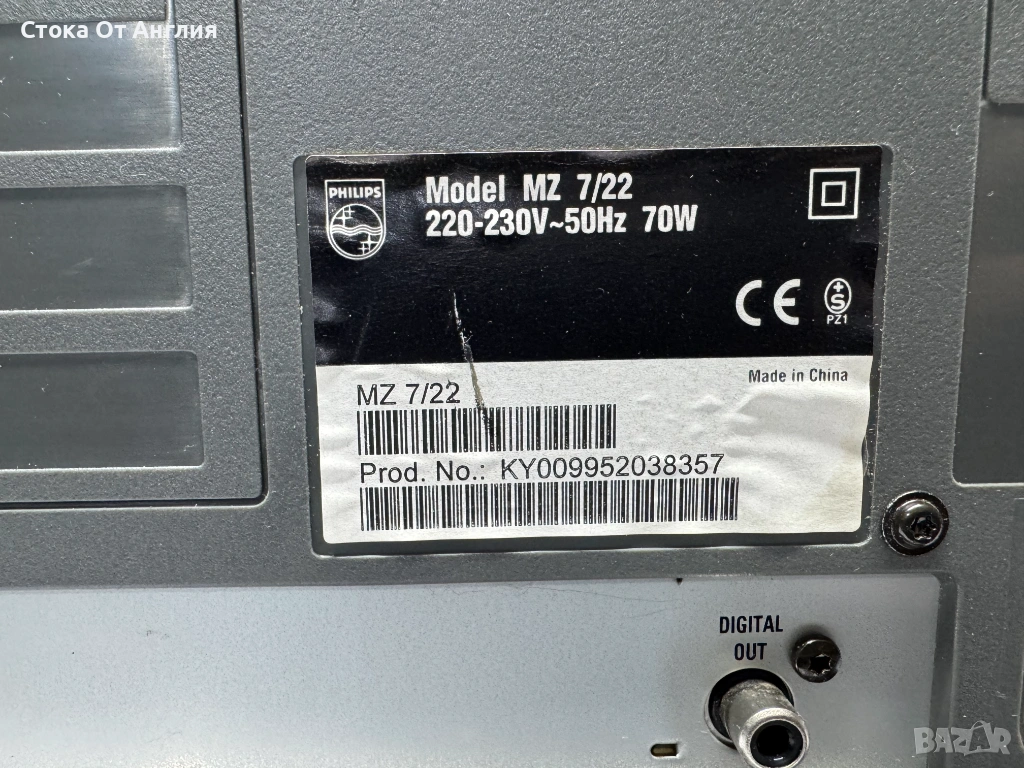 Стока От Англия
PHILIPS
Model MZ 7/22
220-230V~50Hz 70W
CE
+S
PZ1
Made in China
MZ 7/22
Prod. No.: KY009952038357
DIGITAL
OUT
BAZAR